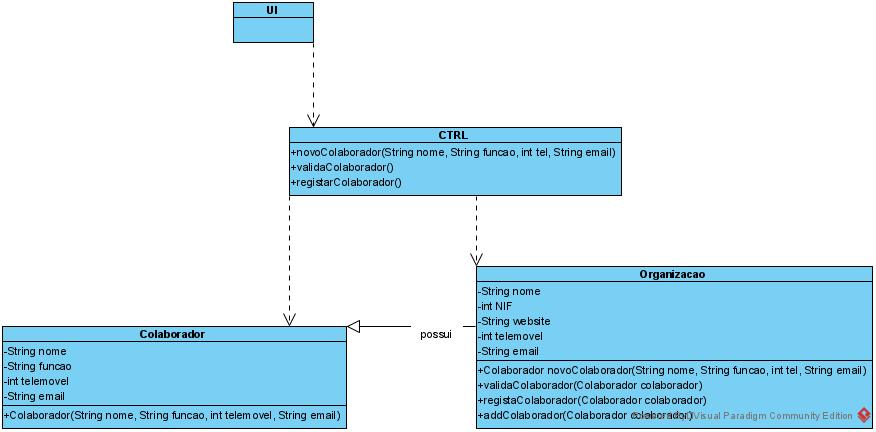 UI
CTRL
+novoColaborador(String nome, String funcao, int tel, String email)
+validaColaborador()
+registarColaborador()
Organizacao
-String nome
-int NIF
-String website
-int telemovel
-String email
+Colaborador novoColaborador(String nome, String funcao, int tel, String email)
+validaColaborador(Colaborador colaborador)
+registaColaborador(Colaborador colaborador)
+addColaborador(Colaborador colaborador)
possui
Colaborador
-String nome
-String funcao
-int telemovel
-String email
+Colaborador(String nome, String funcao, int telemovel, String email)
Visual Paradigm Community Edition